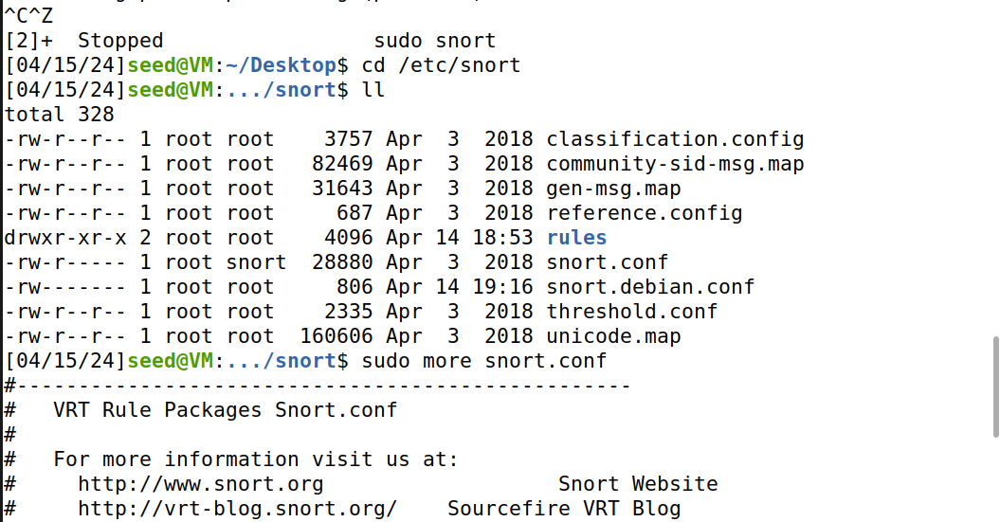 ^C^Z
[2]+  Stopped                 sudo snort
[04/15/24]seed@VM:~/Desktop$ cd /etc/snort
[04/15/24]seed@VM:.../snort$ ll
total 328
-rw-r--r-- 1 root root    3757 Apr  3  2018 classification.config
-rw-r--r-- 1 root root   82469 Apr  3  2018 community-sid-msg.map
-rw-r--r-- 1 root root   31643 Apr  3  2018 gen-msg.map
-rw-r--r-- 1 root root     687 Apr  3  2018 reference.config
drwxr-xr-x 2 root root    4096 Apr 14 18:53 rules
-rw-r----- 1 root snort  28880 Apr  3  2018 snort.conf
-rw------- 1 root root     806 Apr 14 19:16 snort.debian.conf
-rw-r--r-- 1 root root    2335 Apr  3  2018 threshold.conf
-rw-r--r-- 1 root root  160606 Apr  3  2018 unicode.map
[04/15/24]seed@VM:.../snort$ sudo more snort.conf
#--------------------------------------------------
#   VRT Rule Packages Snort.conf
#
#   For more information visit us at:
#     http://www.snort.org                   Snort Website
#     http://vrt-blog.snort.org/    Sourcefire VRT Blog